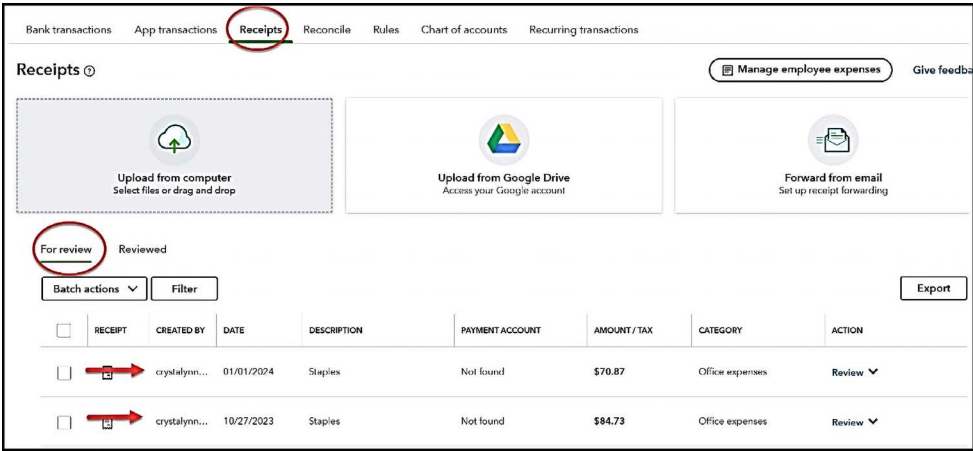 Bank transactions App transactions Receipts Reconcile Rules Chart of accounts Recurring transactions
Receipts
Manage employee expenses Give feedba
Upload from computer
Select files or drag and drop
Upload from Google Drive
Access your Google account
Forward from email
Set up receipt forwarding
For review Reviewed
Batch actions Filter Export
RECEIPT CREATED BY DATE DESCRIPTION PAYMENT ACCOUNT AMOUNT / TAX CATEGORY ACTION
crystalynn... 01/01/2024 Staples Not found $70.87 Office expenses Review
crystalynn... 10/27/2023 Staples Not found $84.73 Office expenses Review